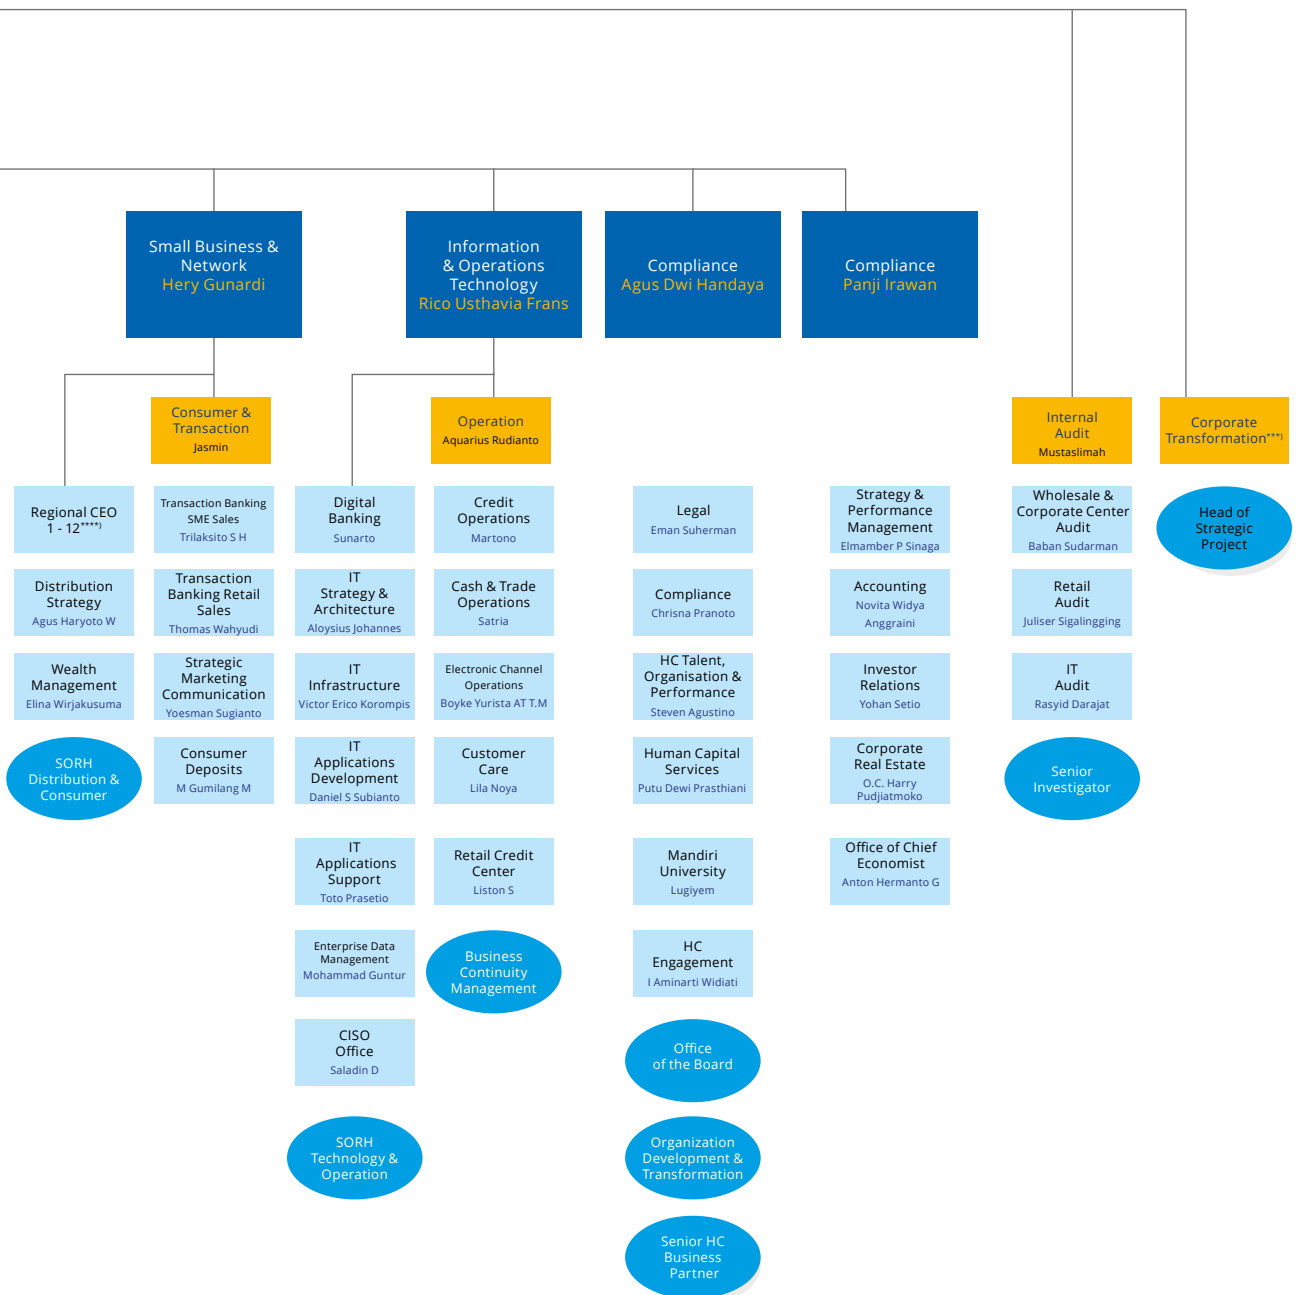 Small Business &
Network
Hery Gunardi
Information
& Operations
Technology
Rico Usthavia Frans
Compliance
Agus Dwi Handaya
Compliance
Panji Irawan
Consumer &
Transaction
Jasmin
Operation
Aquarius Rudianto
Internal
Audit
Mustaslimah
Corporate
Transformation***)
Regional CEO
1 - 12****)
Distribution
Strategy
Agus Haryoto W
Wealth
Management
Elina Wirjakusuma
SORH
Distribution &
Consumer
Transaction Banking
SME Sales
Trilaksito S H
Transaction
Banking Retail
Sales
Thomas Wahyudi
Strategic
Marketing
Communication
Yoesman Sugianto
Consumer
Deposits
M Gumilang M
Digital
Banking
Sunarto
IT
Strategy &
Architecture
Aloysius Johannes
IT
Infrastructure
Victor Erico Korompis
IT
Applications
Development
Daniel S Subianto
IT
Applications
Support
Toto Prasetio
Enterprise Data
Management
Mohammad Guntur
CISO
Office
Saladin D
SORH
Technology &
Operation
Credit
Operations
Martono
Cash & Trade
Operations
Satria
Electronic Channel
Operations
Boyke Yurista AT T.M
Customer
Care
Lila Noya
Retail Credit
Center
Liston S
Business
Continuity
Management
Legal
Eman Suherman
Compliance
Chrisna Pranoto
HC Talent,
Organisation &
Performance
Steven Agustino
Human Capital
Services
Putu Dewi Prasthiani
Mandiri
University
Lugiyem
HC
Engagement
I Aminarti Widiati
Office
of the Board
Organization
Development &
Transformation
Senior HC
Business
Partner
Strategy &
Performance
Management
Elmamber P Sinaga
Accounting
Novita Widya
Anggraini
Investor
Relations
Yohan Setio
Corporate
Real Estate
O.C. Harry
Pudjiatmoko
Office of Chief
Economist
Anton Hermanto G
Wholesale &
Corporate Center
Audit
Baban Sudarman
Retail
Audit
Juliser Sigalingging
IT
Audit
Rasyid Darajat
Senior
Investigator
Head of
Strategic
Project